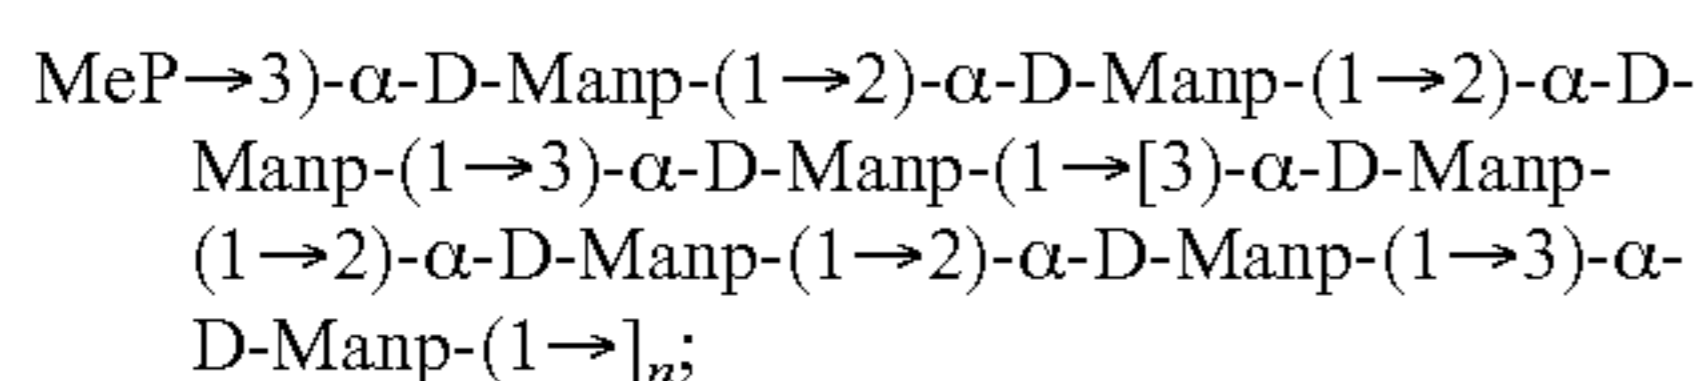 MeP→3)-α-D-Manp-(1→2)-α-D-Manp-(1→2)-α-D-
Manp-(1→3)-α-D-Manp-(1→[3)-α-D-Manp-
(1→2)-α-D-Manp-(1→2)-α-D-Manp-(1→3)-α-
D-Manp-(1→]n;